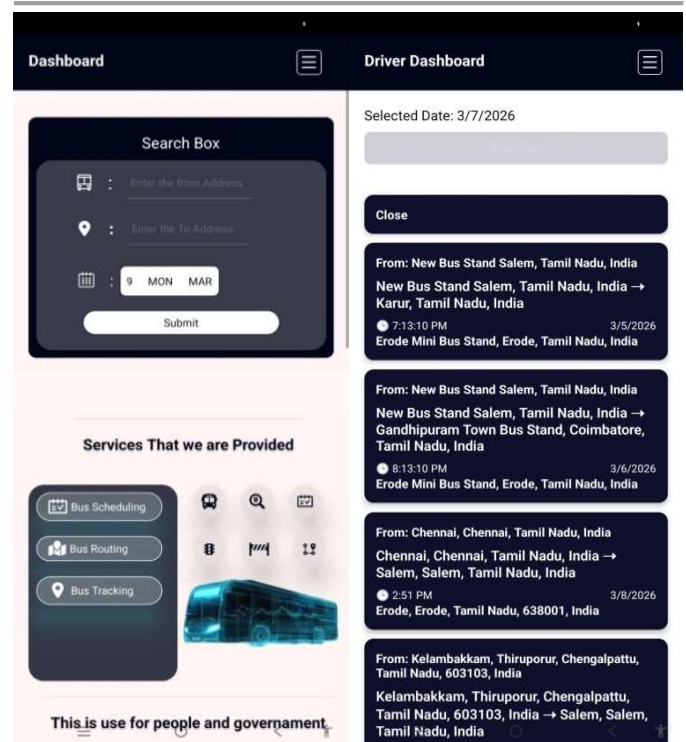 Dashboard
Search Box
: Enter the from Address
: Enter the To Address
: 9 MON MAR
Submit
Services That we are Provided
Bus Scheduling
Bus Routing
Bus Tracking
This is use for people and governament
Driver Dashboard
Selected Date: 3/7/2026
Close
From: New Bus Stand Salem, Tamil Nadu, India
New Bus Stand Salem, Tamil Nadu, India →
Karur, Tamil Nadu, India
7:13:10 PM 3/5/2026
Erode Mini Bus Stand, Erode, Tamil Nadu, India
From: New Bus Stand Salem, Tamil Nadu, India
New Bus Stand Salem, Tamil Nadu, India →
Gandhipuram Town Bus Stand, Coimbatore,
Tamil Nadu, India
8:13:10 PM 3/6/2026
Erode Mini Bus Stand, Erode, Tamil Nadu, India
From: Chennai, Chennai, Tamil Nadu, India
Chennai, Chennai, Tamil Nadu, India →
Salem, Salem, Tamil Nadu, India
2:51 PM 3/8/2026
Erode, Erode, Tamil Nadu, 638001, India
From: Kelambakkam, Thiruporur, Chengalpattu,
Tamil Nadu, 603103, India
Kelambakkam, Thiruporur, Chengalpattu,
Tamil Nadu, 603103, India → Salem, Salem,
Tamil Nadu, India